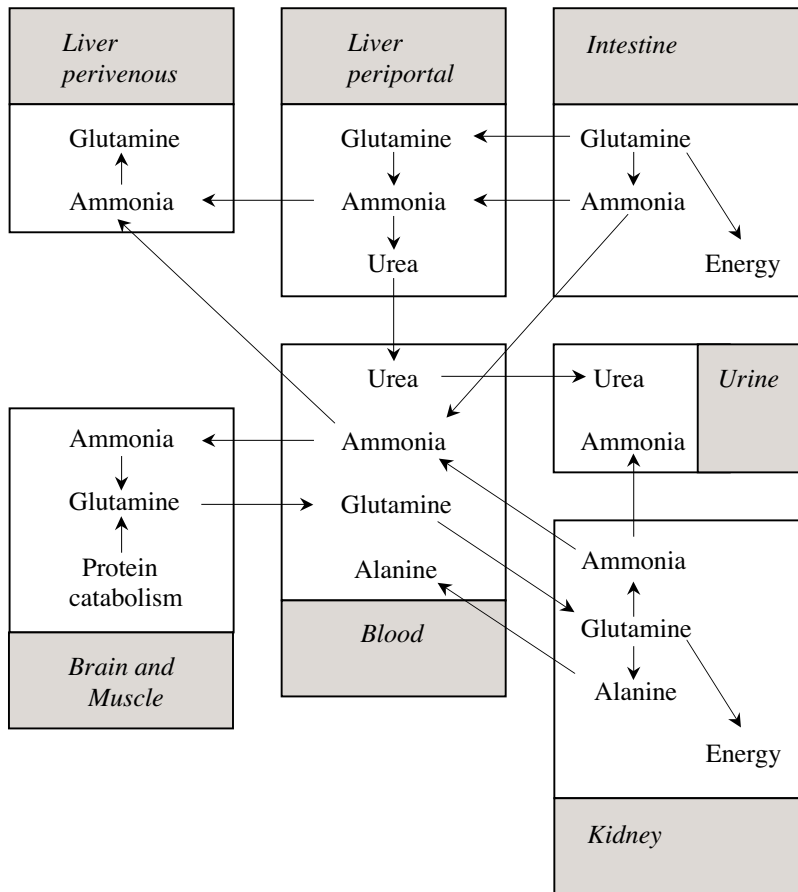 Liver
perivenous
Glutamine
Ammonia
Liver
periportal
Glutamine
Ammonia
Urea
Intestine
Glutamine
Ammonia
Energy
Ammonia
Glutamine
Protein
catabolism
Brain and
Muscle
Urea
Ammonia
Glutamine
Alanine
Blood
Urea
Ammonia
Urine
Ammonia
Glutamine
Alanine
Energy
Kidney